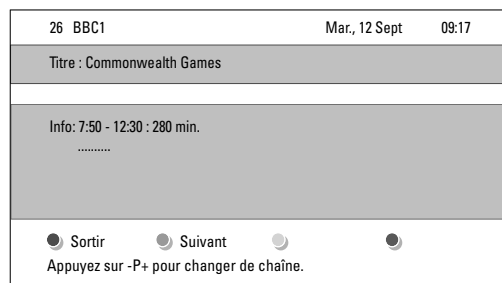 26 BBC1 Mar., 12 Sept 09:17
Titre : Commonwealth Games
Info: 7:50 - 12:30 : 280 min.
..........
Sortir Suivant
Appuyez sur -P+ pour changer de chaîne.